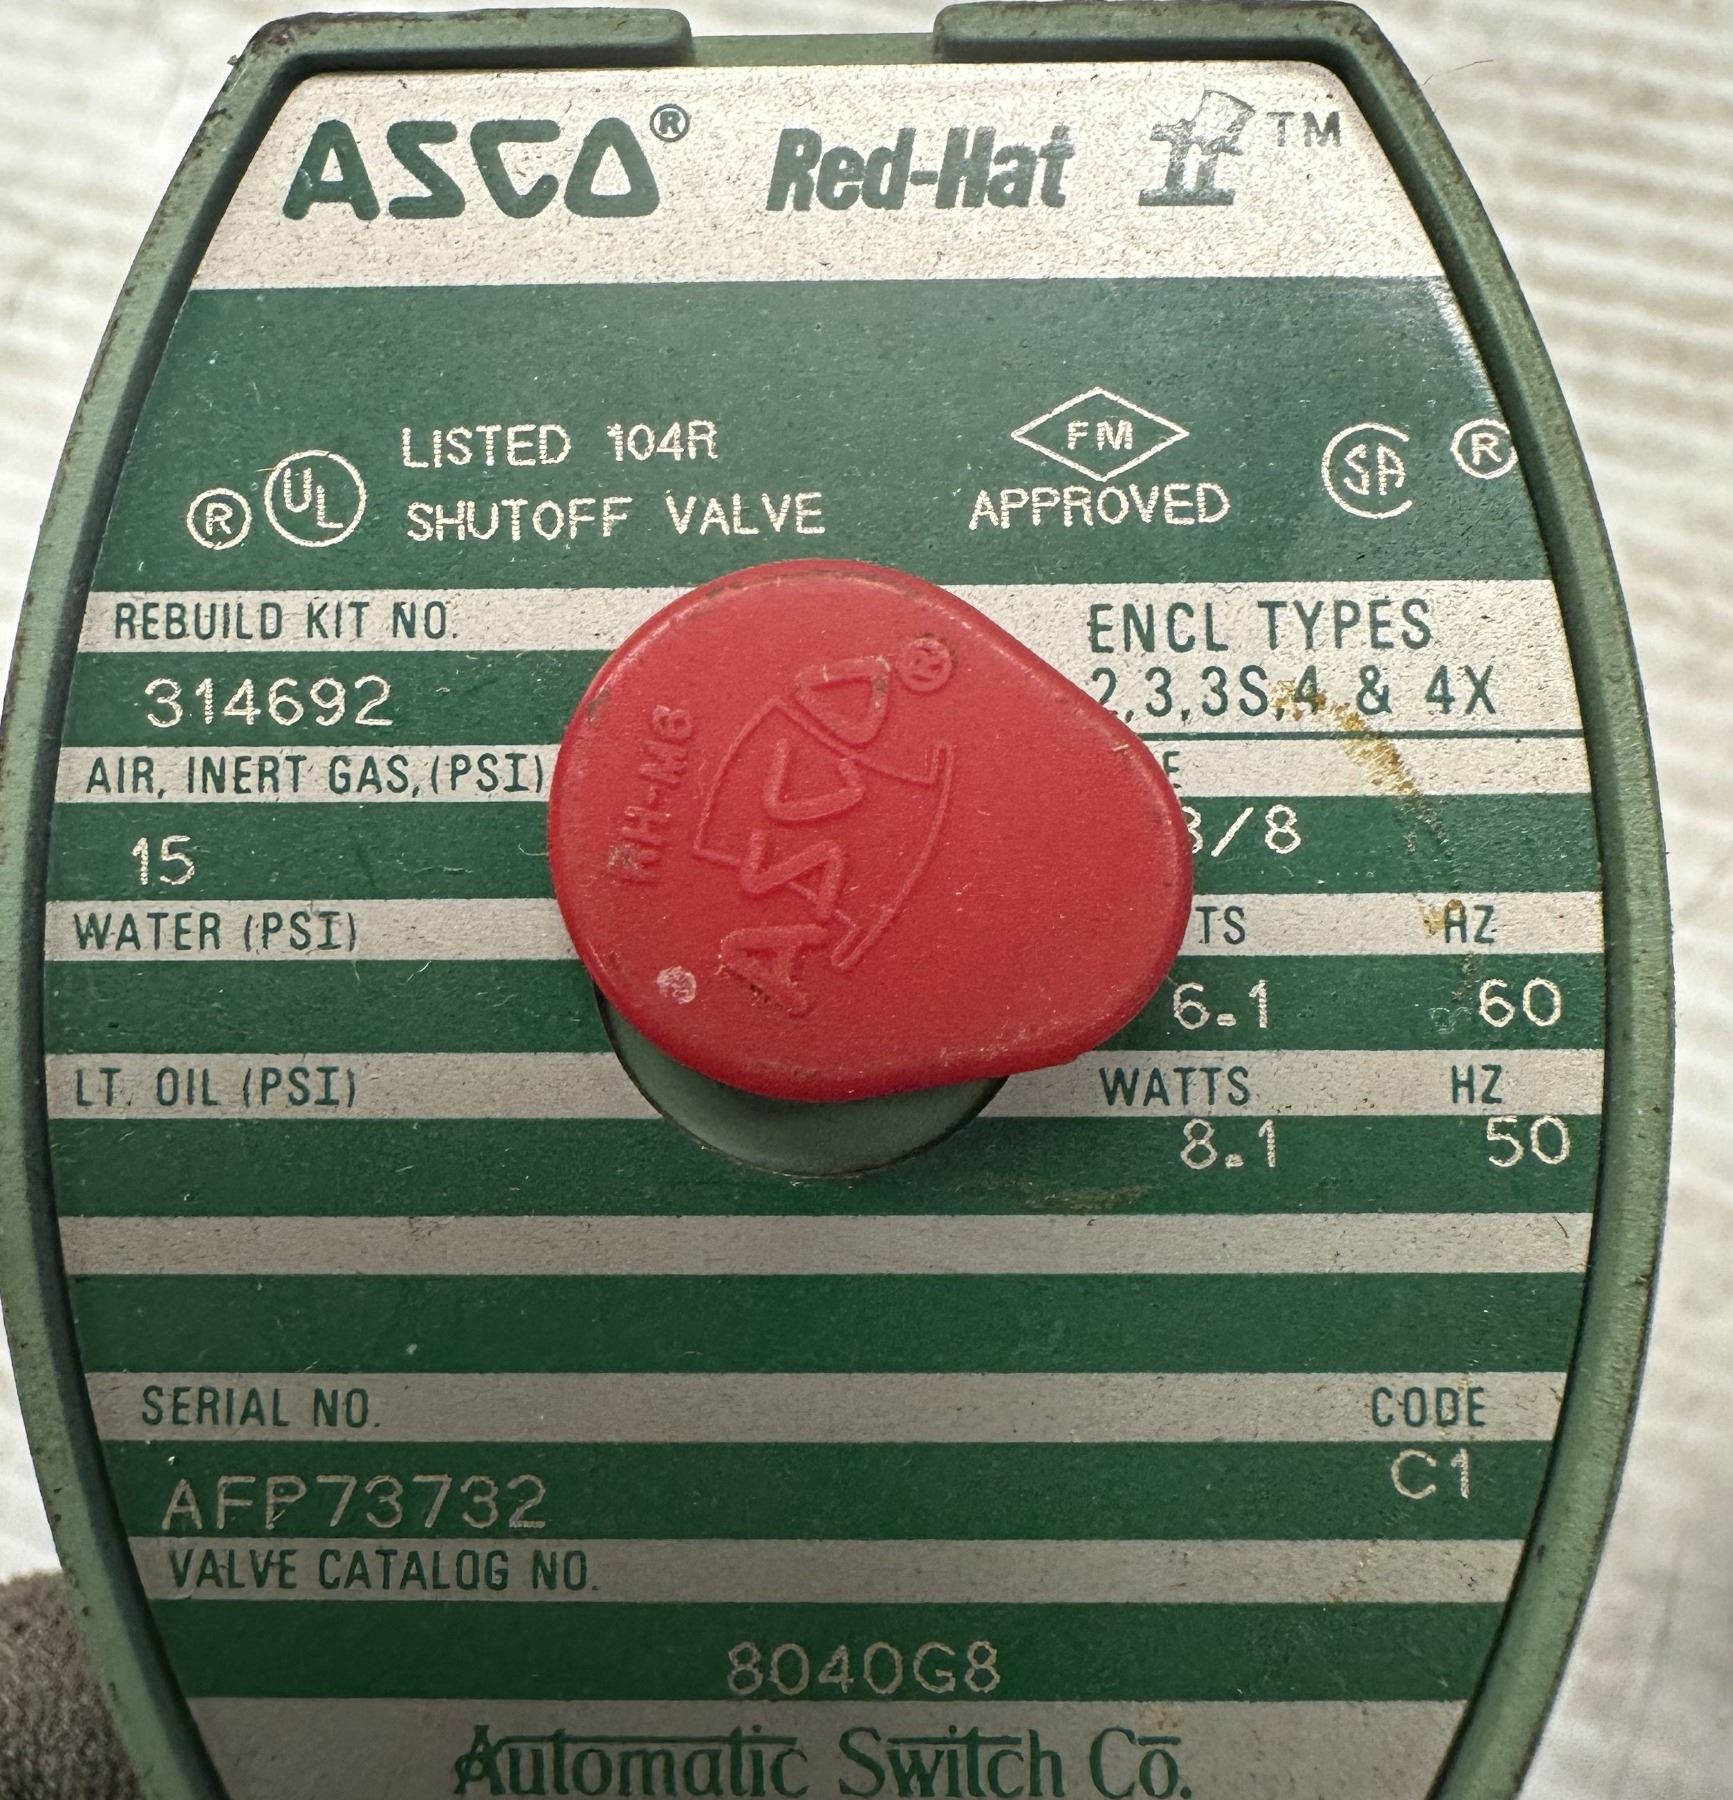 ASCO® Red-Hat II™
LISTED 104R
® UL SHUTOFF VALVE
FM
APPROVED
SA ®
REBUILD KIT NO.
314692
ENCL TYPES
2,3,3S,4 & 4X
AIR, INERT GAS,(PSI)
15
3/8
WATER (PSI)
TS HZ
6.1 60
LT. OIL (PSI)
WATTS HZ
8.1 50
RH-M6
ASCO®
SERIAL NO.
CODE
AFP73732
C1
VALVE CATALOG NO.
8040G8
Automatic Switch Co.